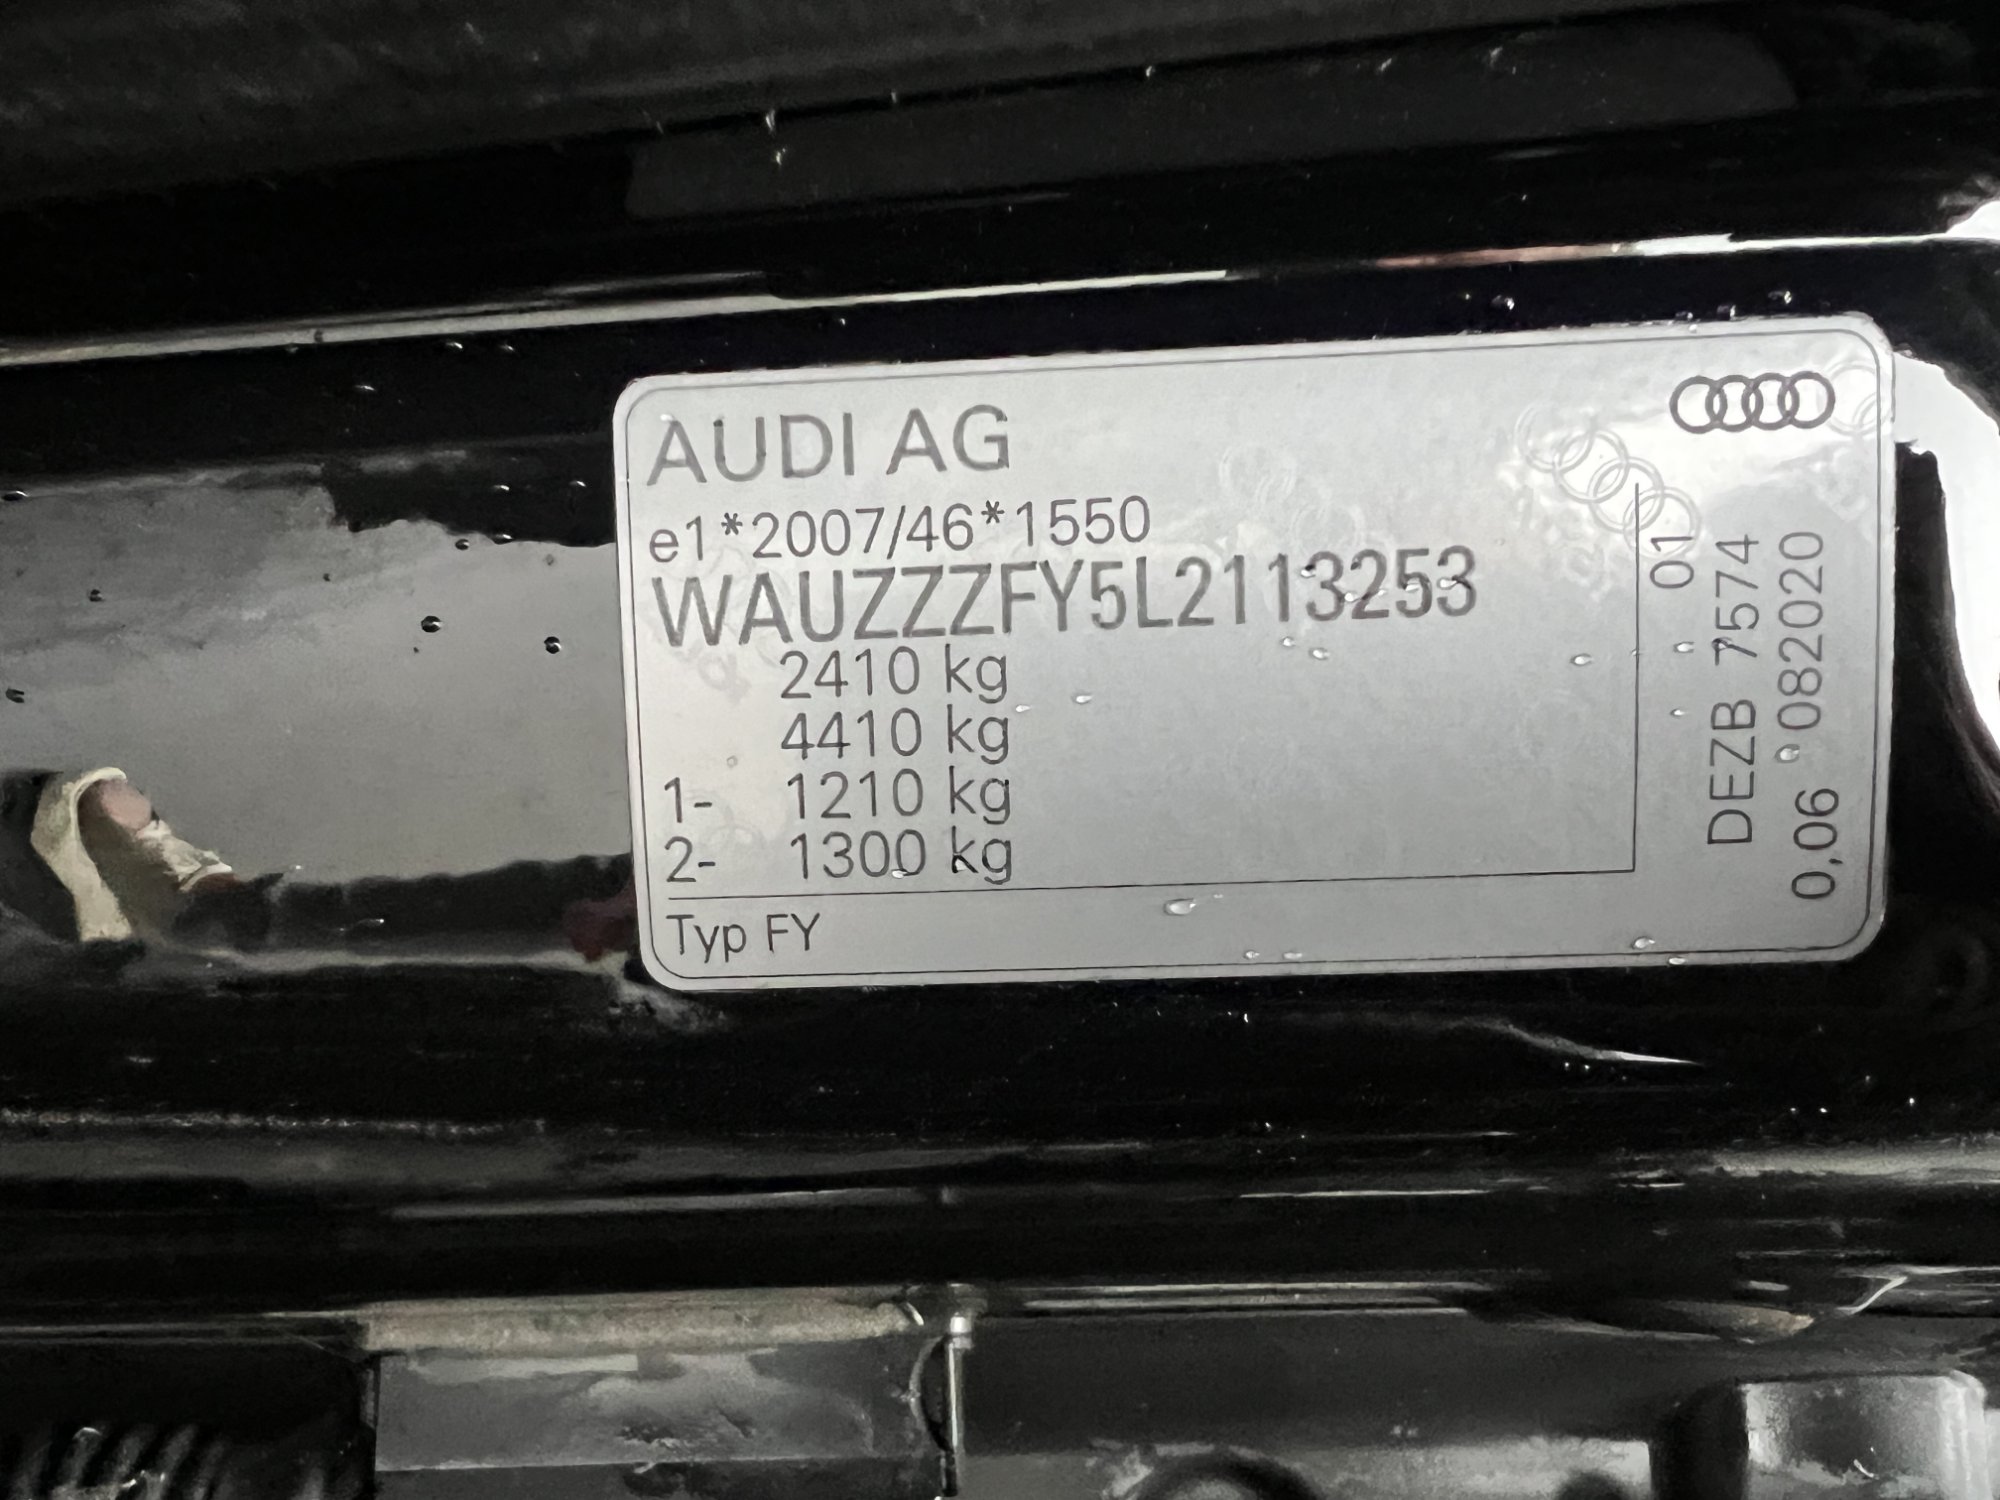 AUDI AG
e1*2007/46*1550
WAUZZZFY5L2113253
2410 kg
4410 kg
1- 1210 kg
2- 1300 kg
Typ FY
01
DEZB 7574
0,06 082020